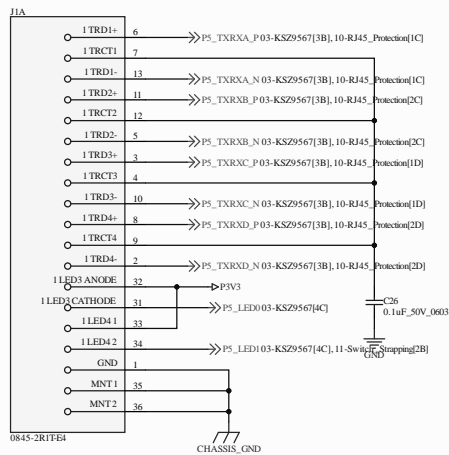 J1A
1 TRD1+ 6 P5_TXRXA_P 03-KSZ9567[3B], 10-RJ45_Protection[1C]
1 TRCT1 7
1 TRD1- 13 P5_TXRXA_N 03-KSZ9567[3B], 10-RJ45_Protection[1C]
1 TRD2+ 11 P5_TXRXB_P 03-KSZ9567[3B], 10-RJ45_Protection[2C]
1 TRCT2 12
1 TRD2- 5 P5_TXRXB_N 03-KSZ9567[3B], 10-RJ45_Protection[2C]
1 TRD3+ 3 P5_TXRXC_P 03-KSZ9567[3B], 10-RJ45_Protection[1D]
1 TRCT3 4
1 TRD3- 10 P5_TXRXC_N 03-KSZ9567[3B], 10-RJ45_Protection[1D]
1 TRD4+ 8 P5_TXRXD_P 03-KSZ9567[3B], 10-RJ45_Protection[2D]
1 TRCT4 9
1 TRD4- 2 P5_TXRXD_N 03-KSZ9567[3B], 10-RJ45_Protection[2D]
1 LED3 ANODE 32 P3V3
1 LED3 CATHODE 31 P5_LED0 03-KSZ9567[4C]
C26
0.1uF_50V_0603
1 LED4 1 33
1 LED4 2 34 P5_LED1 03-KSZ9567[4C], 11-Switch_Strapping[2B]
GND
GND 1
MNT1 35
MNT2 36
0845-2R1T-E4
CHASSIS_GND